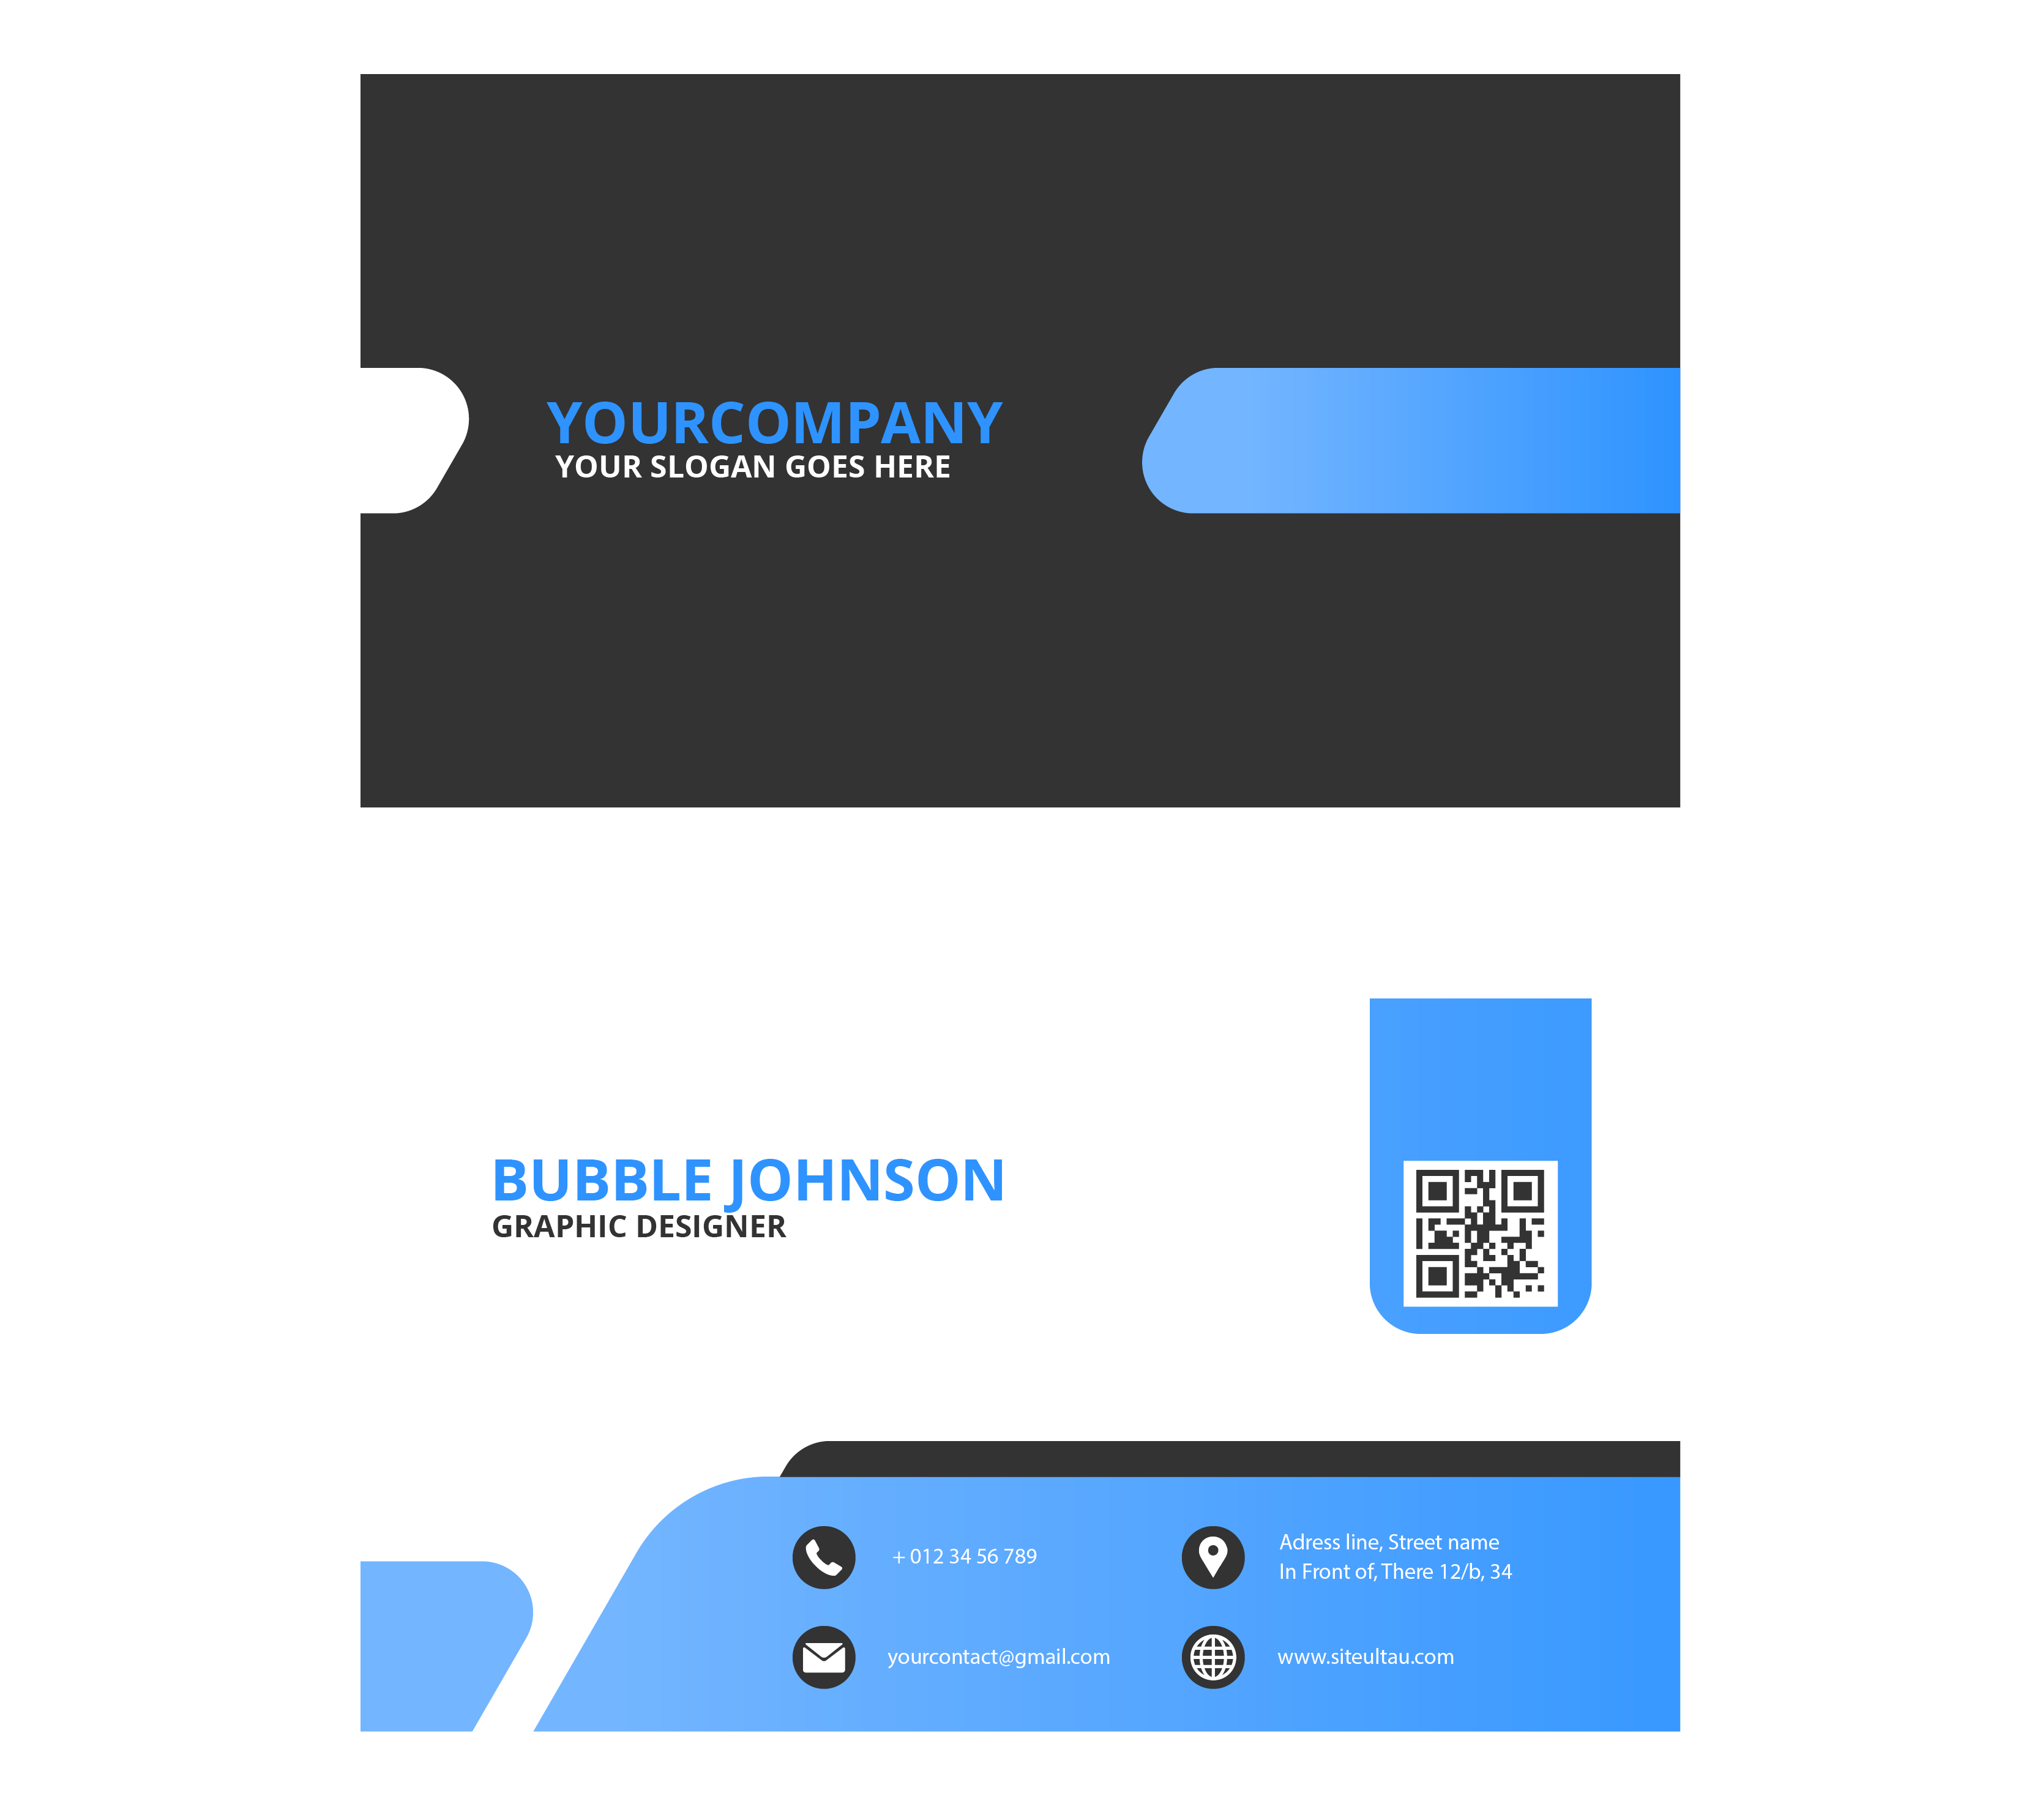 YOURCOMPANY
YOUR SLOGAN GOES HERE
BUBBLE JOHNSON
GRAPHIC DESIGNER
+ 012 34 56 789
Adress line, Street name
In Front of, There 12/b, 34
yourcontact@gmail.com
www.siteultau.com